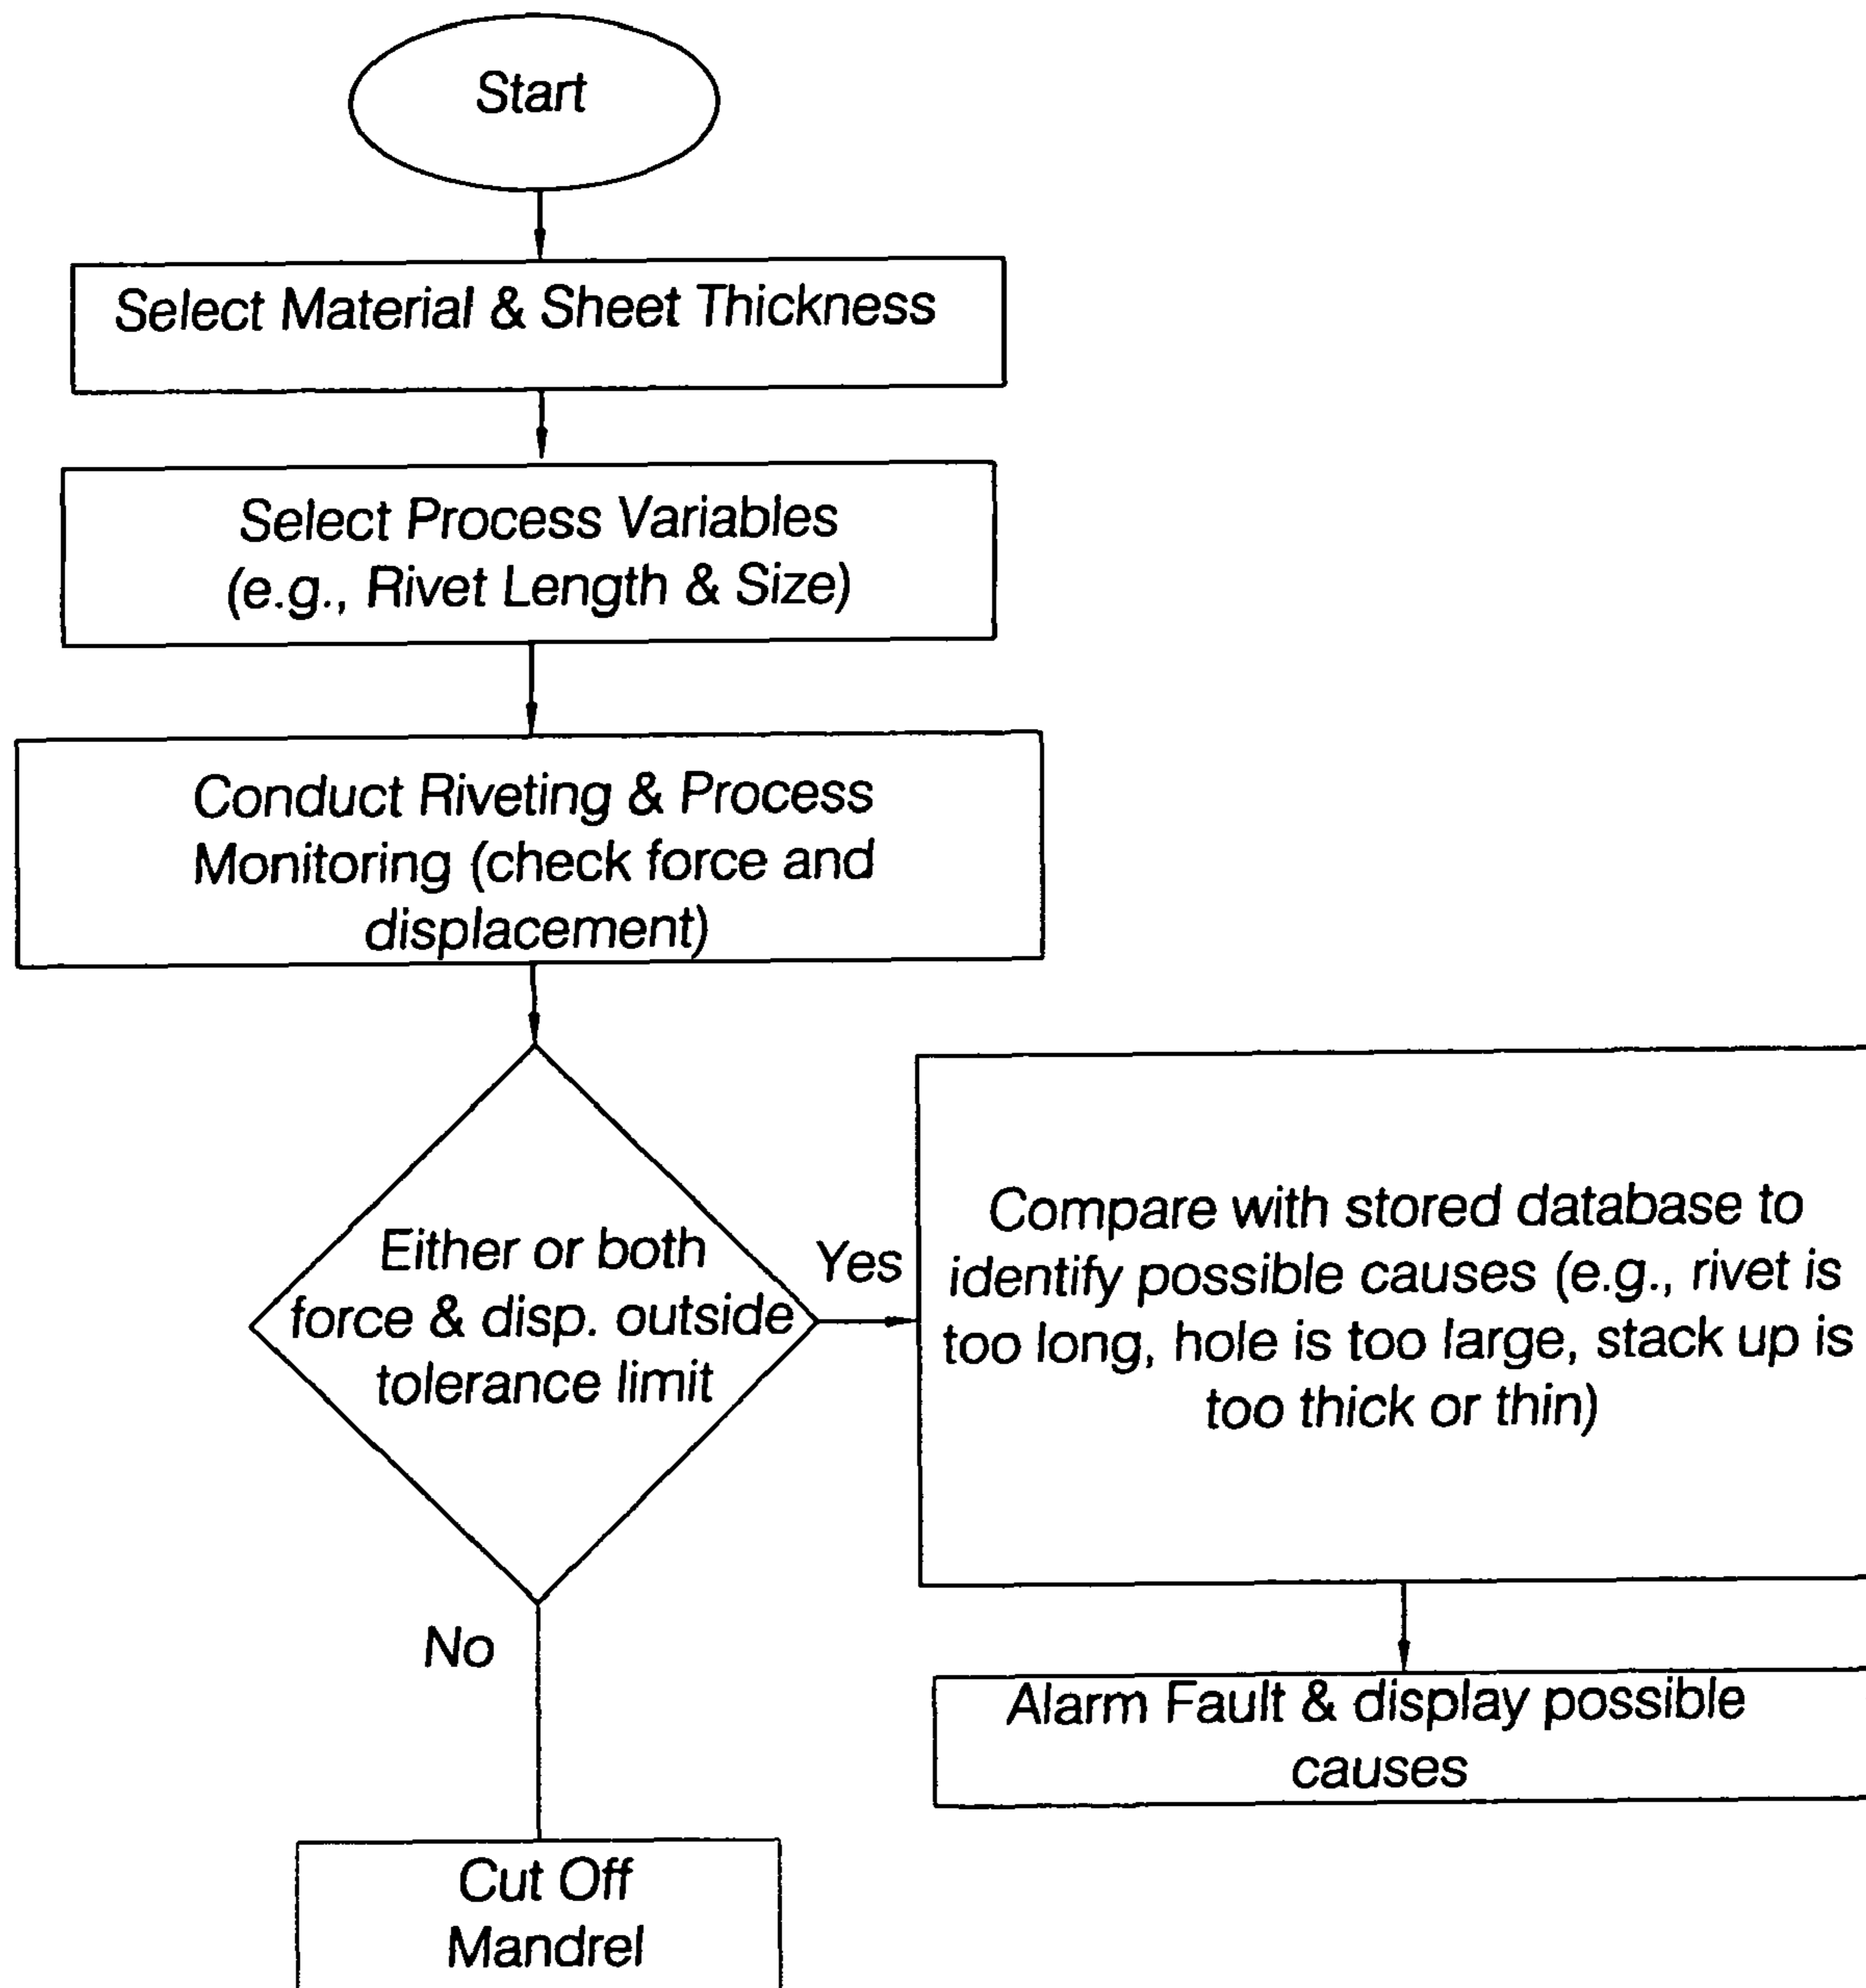 Start
Select Material & Sheet Thickness
Select Process Variables
(e.g., Rivet Length & Size)
Conduct Riveting & Process
Monitoring (check force and
displacement)
Either or both
force & disp. outside
tolerance limit
Yes
Compare with stored database to
identify possible causes (e.g., rivet is
too long, hole is too large, stack up is
too thick or thin)
No
Alarm Fault & display possible
causes
Cut Off
Mandrel